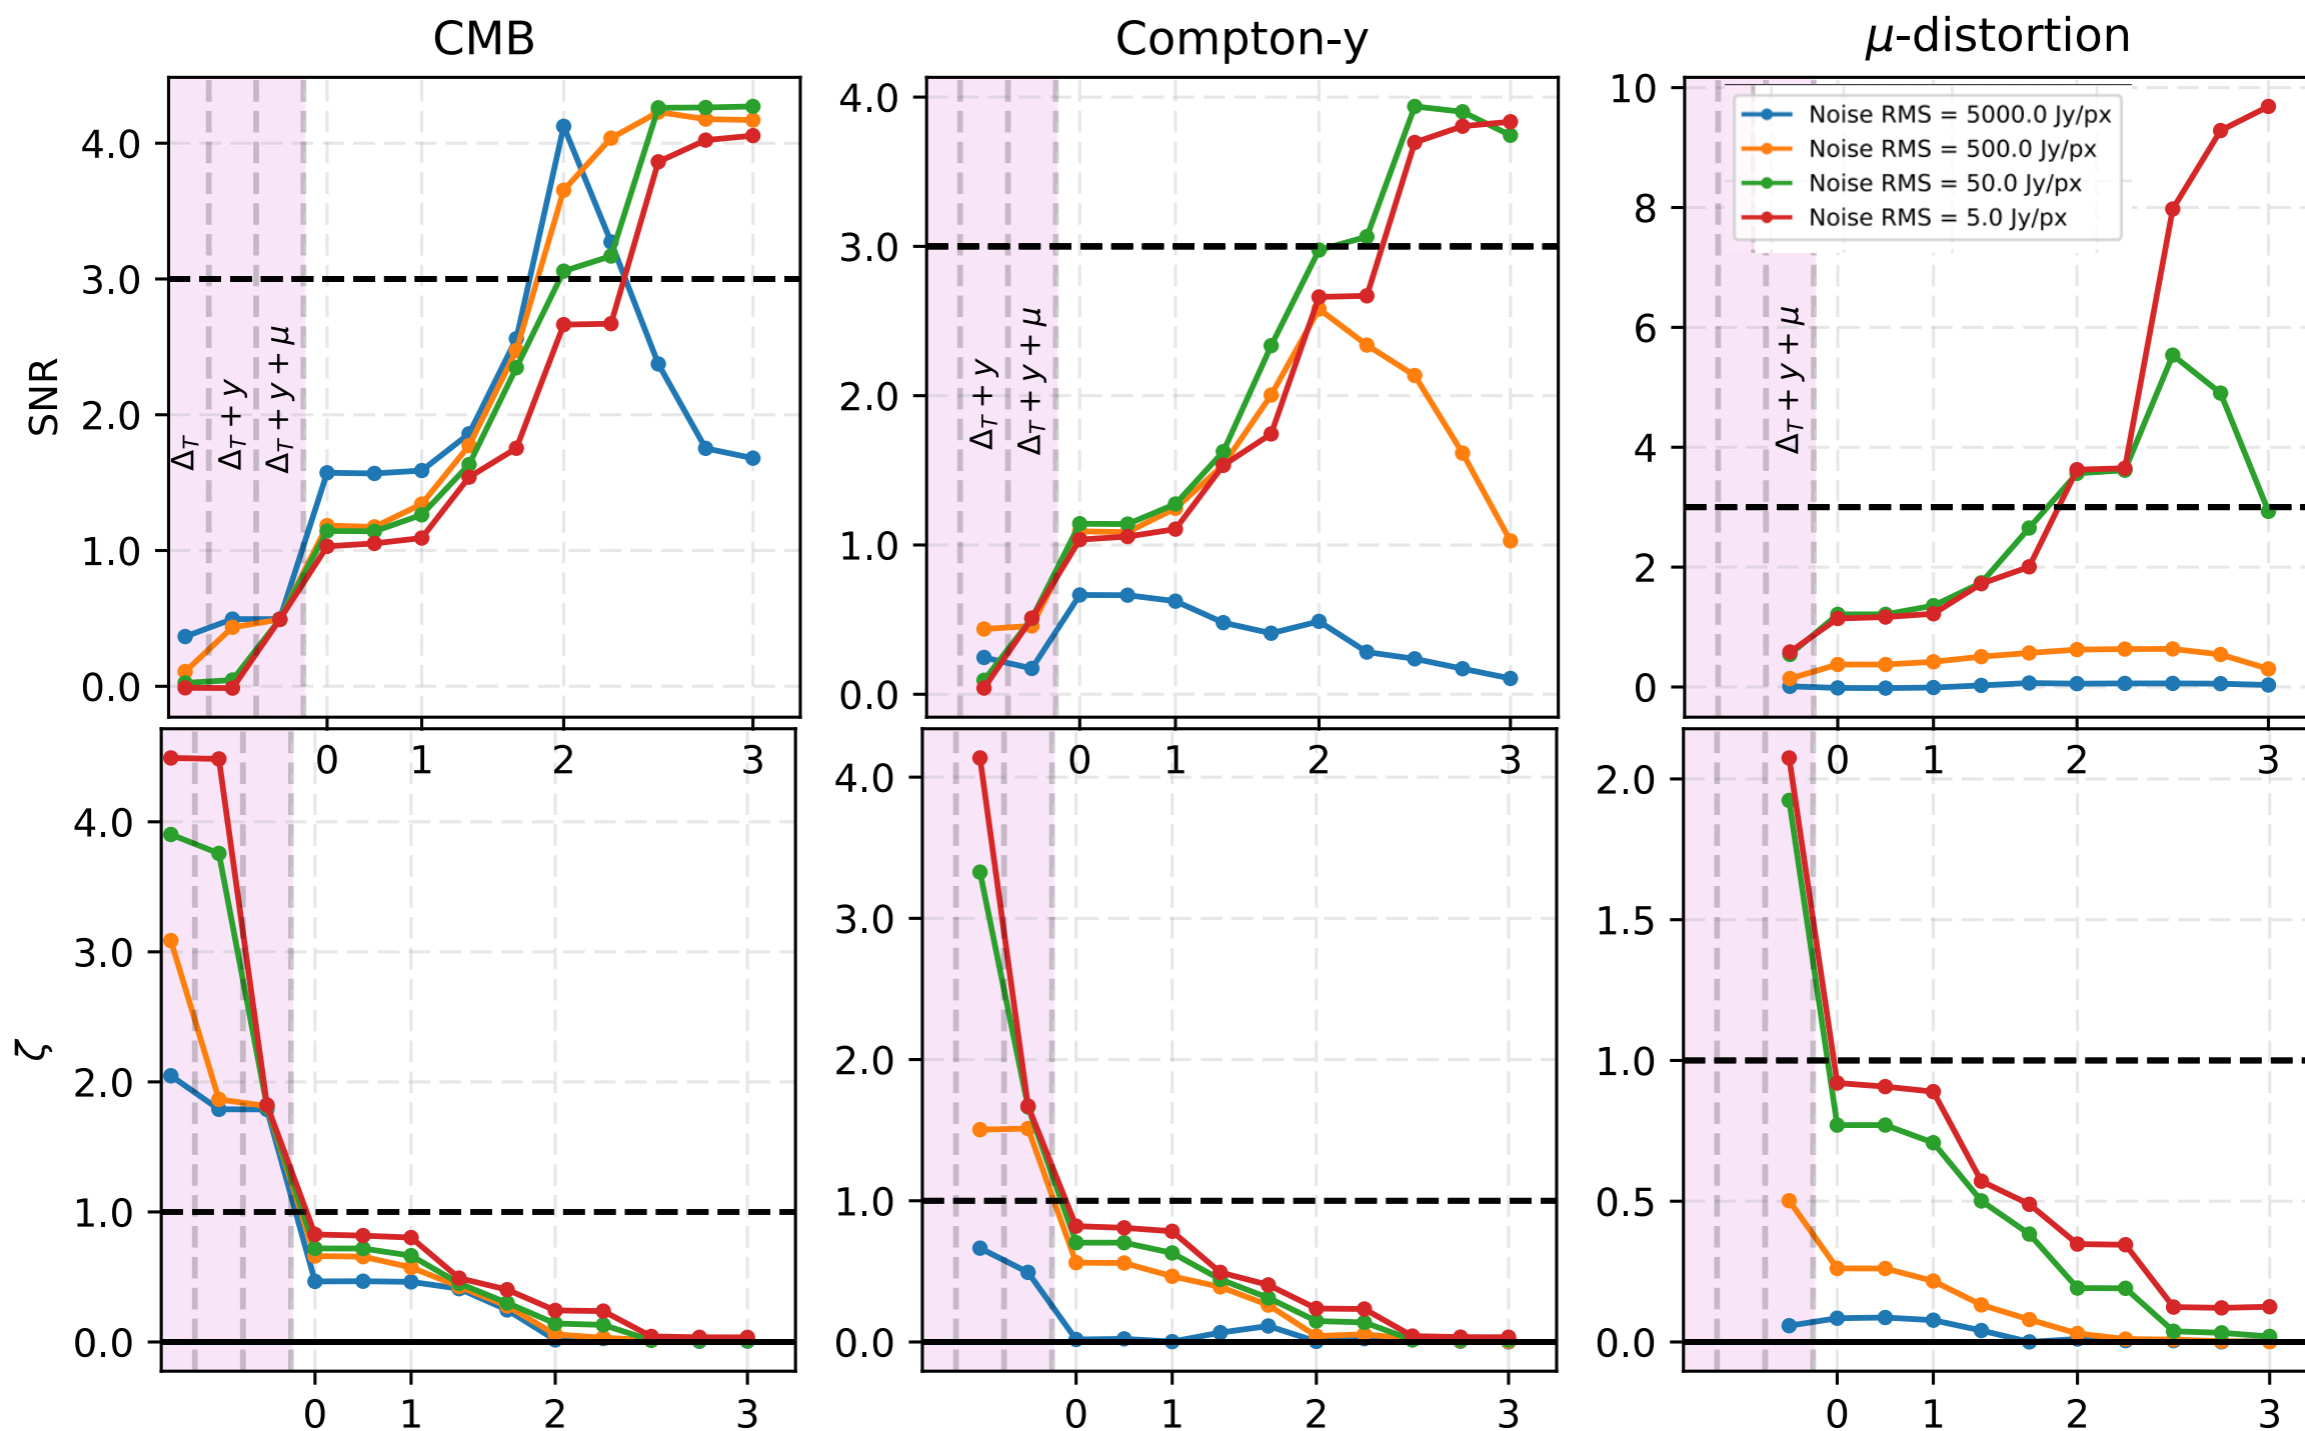 CMB
Compton-y
μ-distortion
SNR
4.0
3.0
2.0
1.0
0.0
Δ_T
Δ_T + y
Δ_T + y + μ
0 1 2 3
4.0
3.0
2.0
1.0
0.0
Δ_T + y
Δ_T + y + μ
0 1 2 3
10
8
6
4
2
0
Noise RMS = 5000.0 Jy/px
Noise RMS = 500.0 Jy/px
Noise RMS = 50.0 Jy/px
Noise RMS = 5.0 Jy/px
Δ_T + y + μ
0 1 2 3
ζ
4.0
3.0
2.0
1.0
0.0
0 1 2 3
4.0
3.0
2.0
1.0
0.0
0 1 2 3
2.0
1.5
1.0
0.5
0.0
0 1 2 3